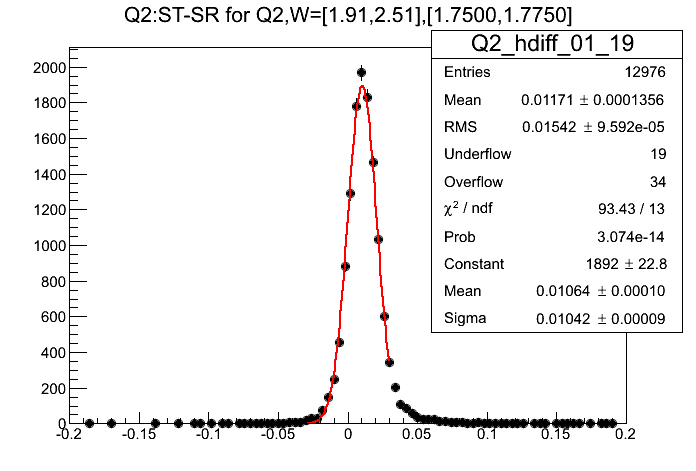 Q2:ST-SR for Q2,W=[1.91,2.51],[1.7500,1.7750]
Q2_hdiff_01_19
Entries 12976
Mean 0.01171 ± 0.0001356
RMS 0.01542 ± 9.592e-05
Underflow 19
Overflow 34
χ² / ndf 93.43 / 13
Prob 3.074e-14
Constant 1892 ± 22.8
Mean 0.01064 ± 0.00010
Sigma 0.01042 ± 0.00009
2000
1800
1600
1400
1200
1000
800
600
400
200
0
-0.2 -0.15 -0.1 -0.05 0 0.05 0.1 0.15 0.2